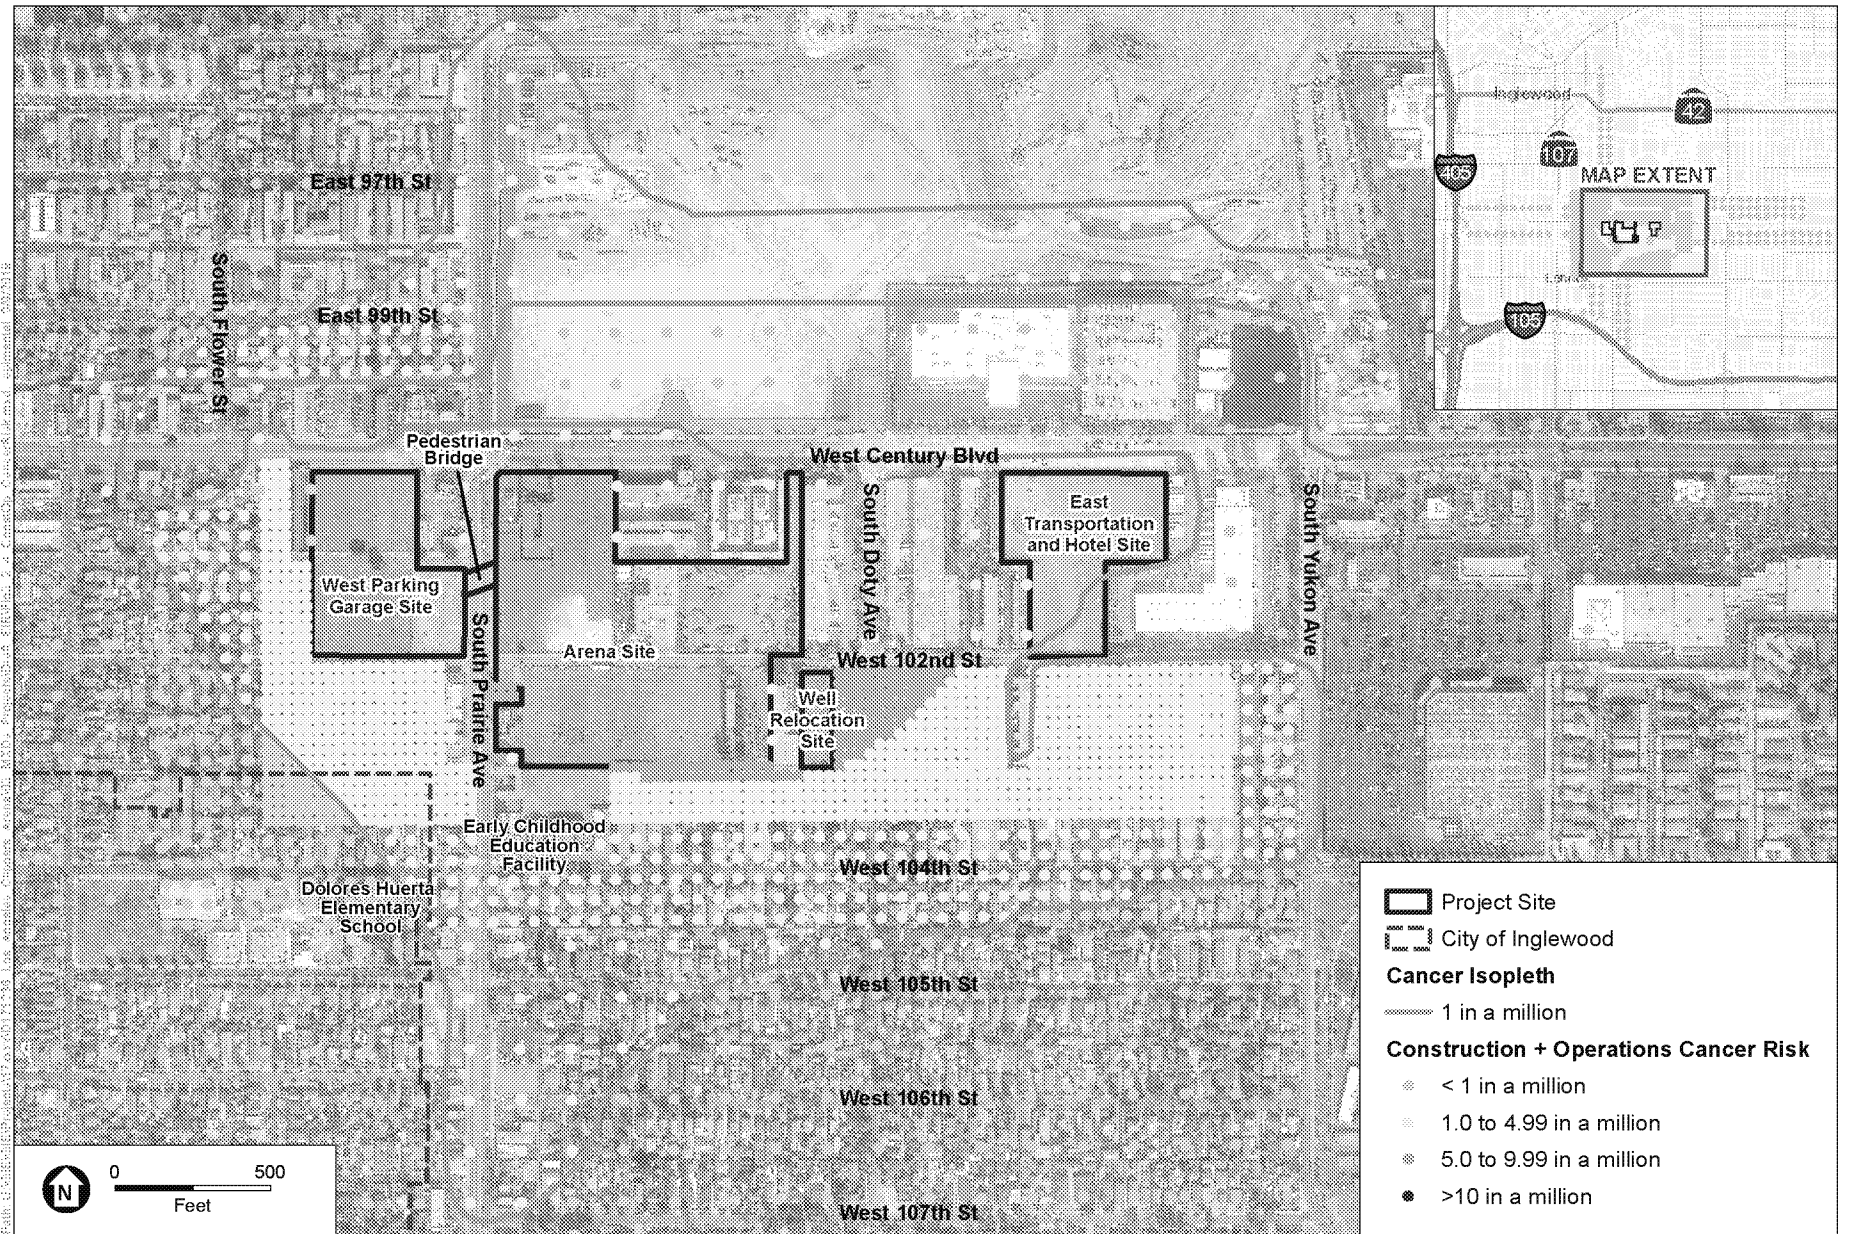 Inglewood
42
107
405
MAP EXTENT
105
East 97th St
South Flower St
East 99th St
Pedestrian
Bridge
West Century Blvd
South Doty Ave
East
Transportation
and Hotel Site
South Yukon Ave
West Parking
Garage Site
South Prairie Ave
Arena Site
West 102nd St
Well
Relocation
Site
Early Childhood
Education
Facility
West 104th St
Dolores Huerta
Elementary
School
West 105th St
West 106th St
West 107th St
Project Site
City of Inglewood
Cancer Isopleth
1 in a million
Construction + Operations Cancer Risk
< 1 in a million
1.0 to 4.99 in a million
5.0 to 9.99 in a million
>10 in a million
N
0 500
Feet